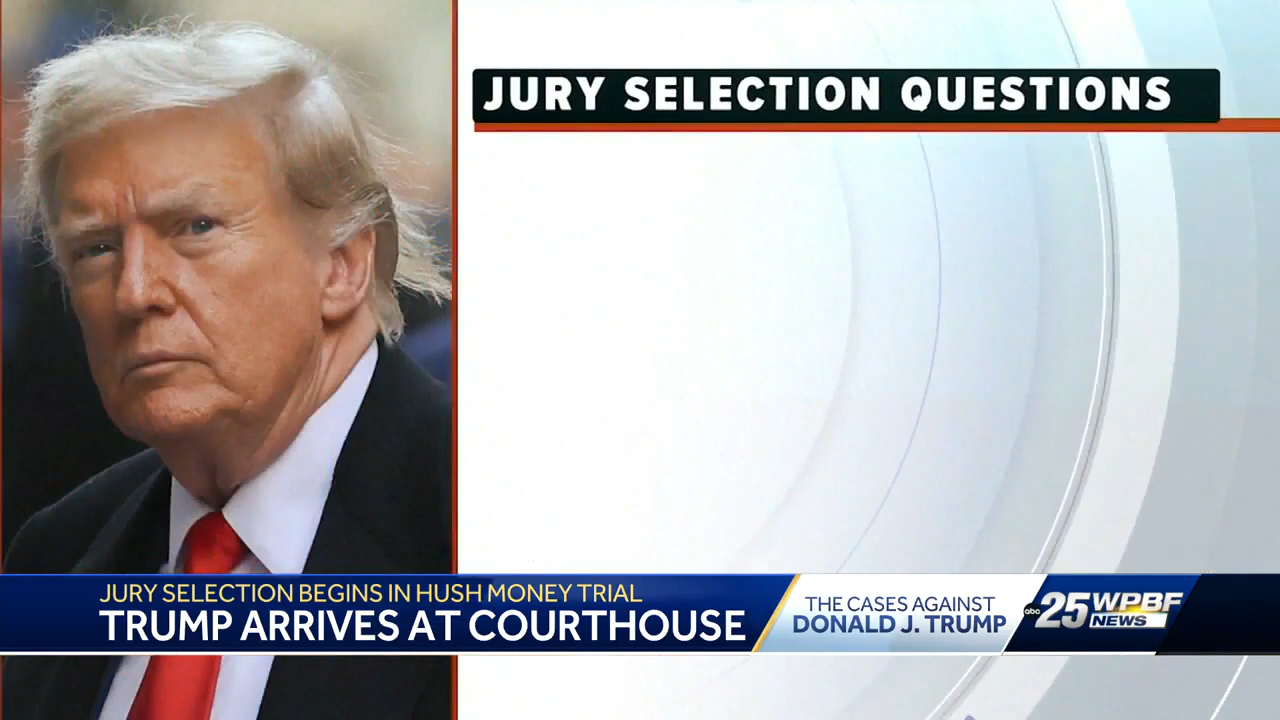 JURY SELECTION QUESTIONS
JURY SELECTION BEGINS IN HUSH MONEY TRIAL
TRUMP ARRIVES AT COURTHOUSE
THE CASES AGAINST
DONALD J. TRUMP
abc 25 WPBF
NEWS